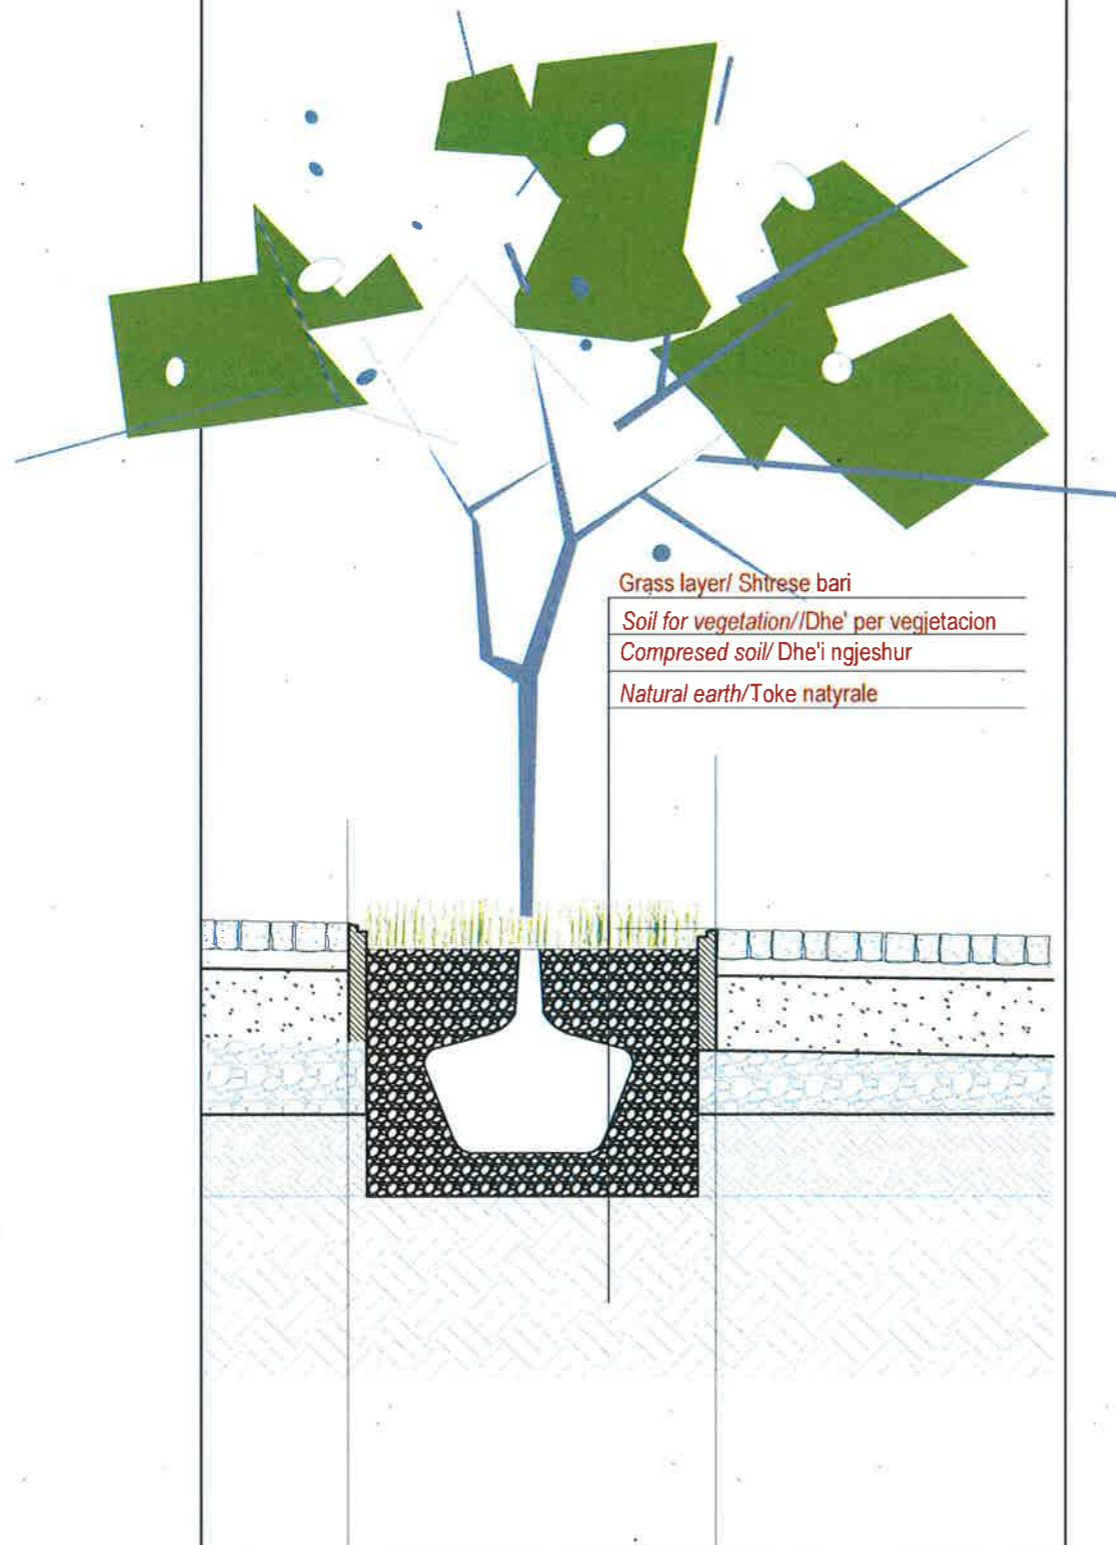 Grass layer/ Shtrese bari
Soil for vegetation//Dhe' per vegjetacion
Compresed soil/ Dhe'i ngjeshur
Natural earth/Toke natyrale